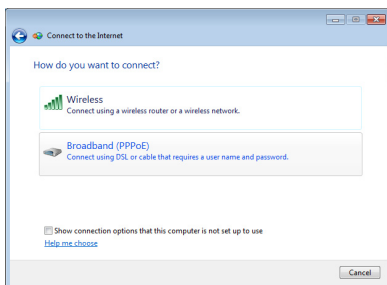 Connect to the Internet
How do you want to connect?
Wireless
Connect using a wireless router or a wireless network.
Broadband (PPPoE)
Connect using DSL or cable that requires a user name and password.
Show connection options that this computer is not set up to use
Help me choose
Cancel